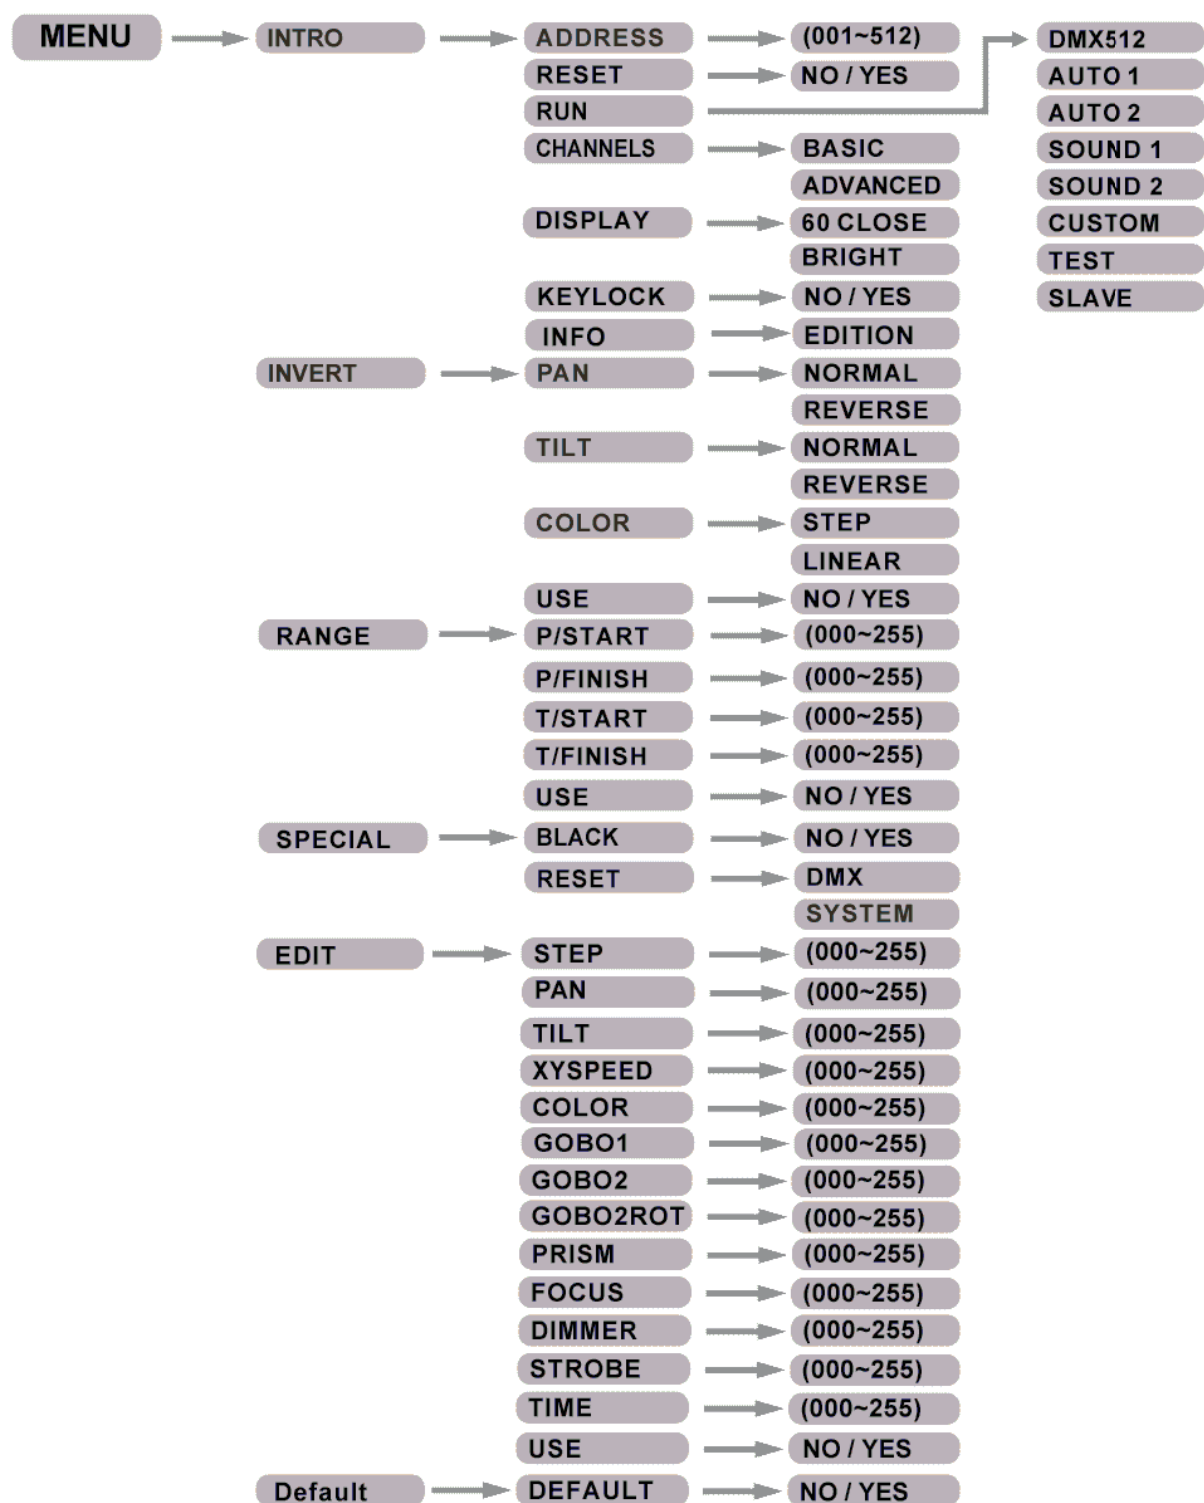 MENU INTRO ADDRESS (001~512) DMX512
RESET NO / YES AUTO 1
RUN AUTO 2
CHANNELS BASIC SOUND 1
ADVANCED SOUND 2
DISPLAY 60 CLOSE CUSTOM
BRIGHT TEST
KEYLOCK NO / YES SLAVE
INFO EDITION
INVERT PAN NORMAL
REVERSE
TILT NORMAL
REVERSE
COLOR STEP
LINEAR
USE NO / YES
RANGE P/START (000~255)
P/FINISH (000~255)
T/START (000~255)
T/FINISH (000~255)
USE NO / YES
SPECIAL BLACK NO / YES
RESET DMX
SYSTEM
EDIT STEP (000~255)
PAN (000~255)
TILT (000~255)
XYSPEED (000~255)
COLOR (000~255)
GOBO1 (000~255)
GOBO2 (000~255)
GOBO2ROT (000~255)
PRISM (000~255)
FOCUS (000~255)
DIMMER (000~255)
STROBE (000~255)
TIME (000~255)
USE NO / YES
Default DEFAULT NO / YES